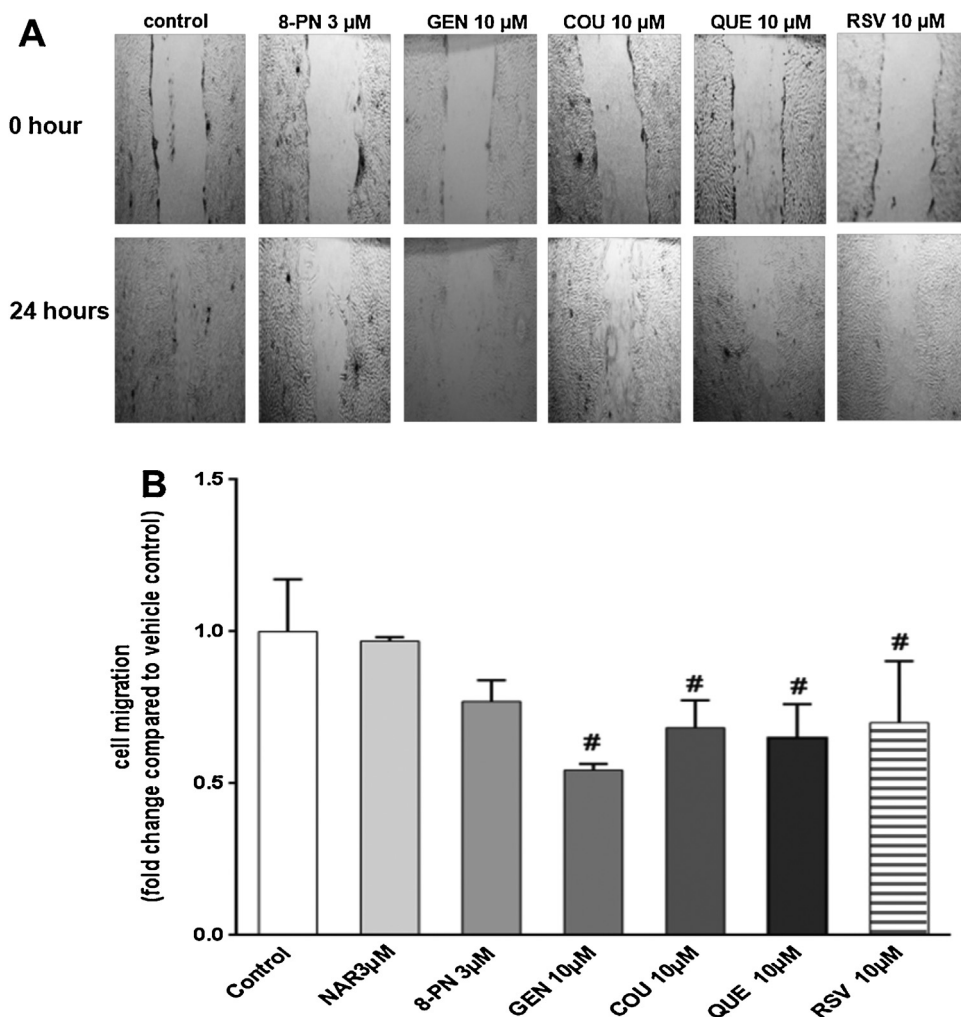 A
control 8-PN 3 µM GEN 10 µM COU 10 µM QUE 10 µM RSV 10 µM
0 hour
24 hours
B
cell migration
(fold change compared to vehicle control)
1.5
1.0
0.5
0.0
# # # #
Control NAR3µM 8-PN 3µM GEN 10µM COU 10µM QUE 10µM RSV 10µM